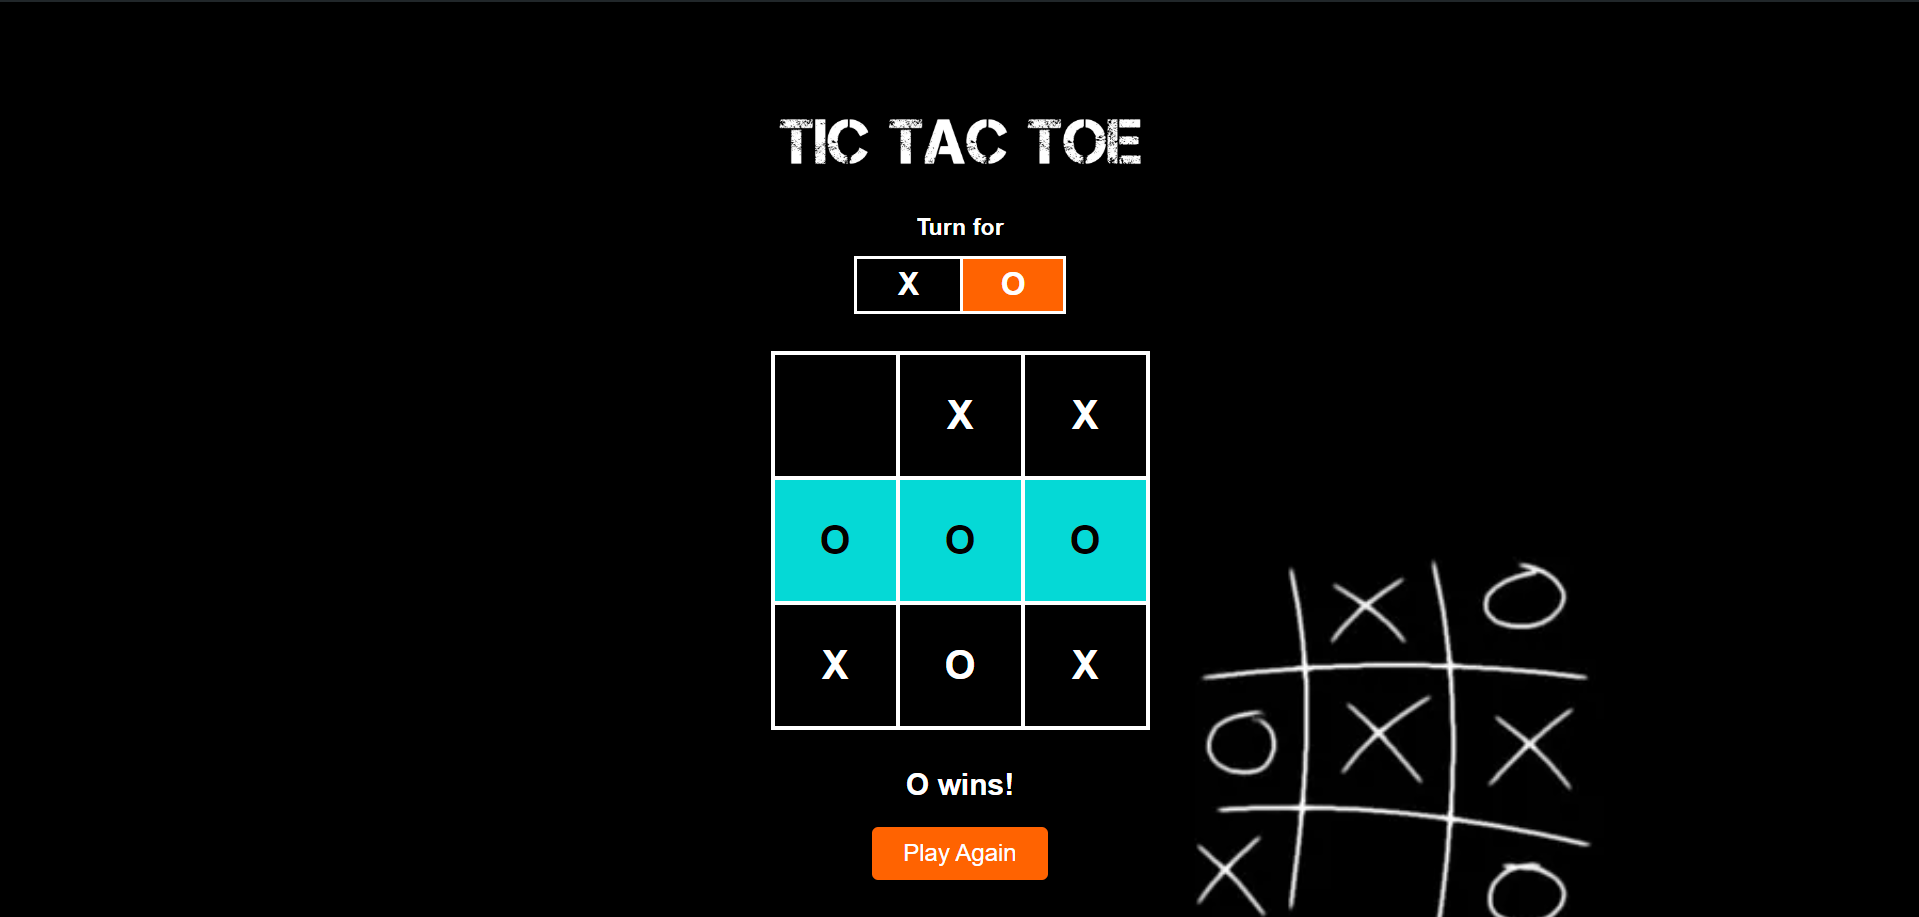 TIC TAC TOE
Turn for
X O
X X
O O O
X O X
O wins!
Play Again
X O
O X X
X O